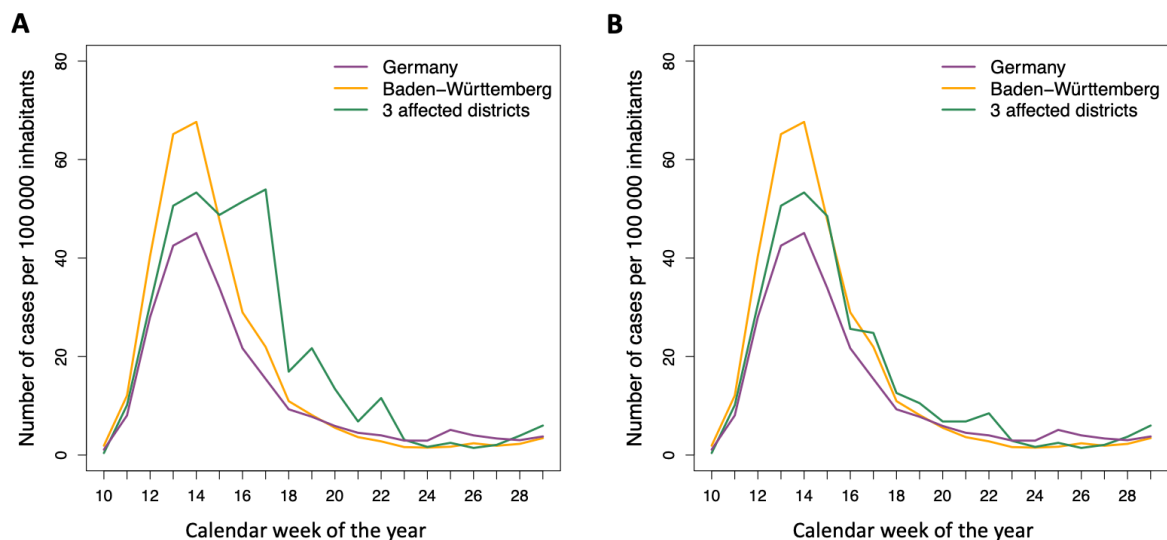 A
Number of cases per 100 000 inhabitants
80
60
40
20
0
Germany
Baden−Württemberg
3 affected districts
10 12 14 16 18 20 22 24 26 28
Calendar week of the year
B
Number of cases per 100 000 inhabitants
80
60
40
20
0
Germany
Baden−Württemberg
3 affected districts
10 12 14 16 18 20 22 24 26 28
Calendar week of the year